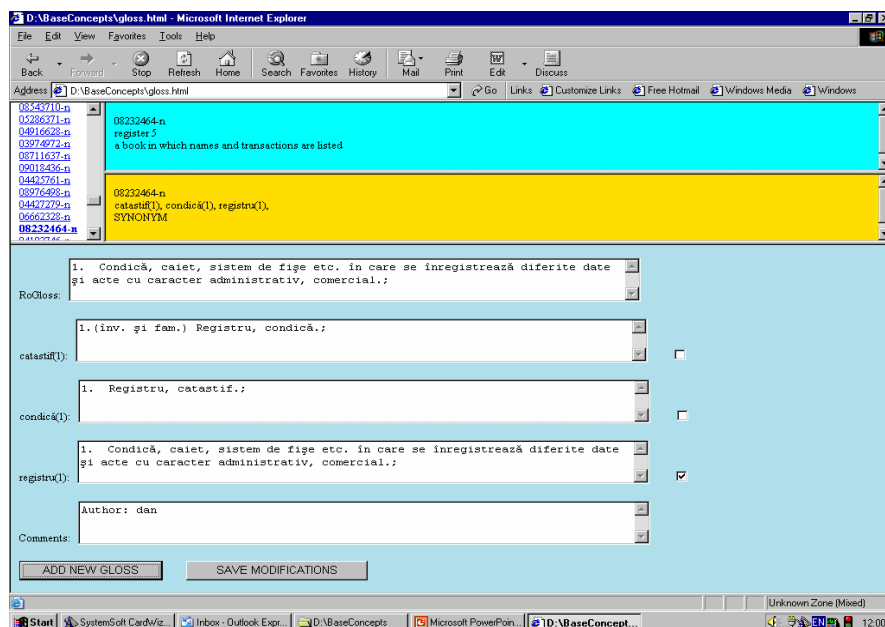 D:\BaseConcepts\gloss.html - Microsoft Internet Explorer
File Edit View Favorites Tools Help
Back Forward Stop Refresh Home Search Favorites History Mail Print Edit Discuss
Address D:\BaseConcepts\gloss.html Go Links Customize Links Free Hotmail Windows Media Windows
08543710-n
05286371-n
04916628-n
03974972-n
08711637-n
09018436-n
04425761-n
08976498-n
04427279-n
06662328-n
08232464-n
08232464-n
register 5
a book in which names and transactions are listed
08232464-n
catastif(1), condică(1), registru(1),
SYNONYM
RoGloss:
1. Condică, caiet, sistem de fişe etc. în care se înregistrează diferite date
şi acte cu caracter administrativ, comercial.;
catastif(1):
1.(înv. şi fam.) Registru, condică.;
condică(1):
1. Registru, catastif.;
registru(1):
1. Condică, caiet, sistem de fişe etc. în care se înregistrează diferite date
şi acte cu caracter administrativ, comercial.;
Comments:
Author: dan
ADD NEW GLOSS SAVE MODIFICATIONS
Unknown Zone (Mixed)
Start SystemSoft CardWiz... Inbox - Outlook Expr... D:\BaseConcepts Microsoft PowerPoin... D:\BaseConcept... EN 12:00